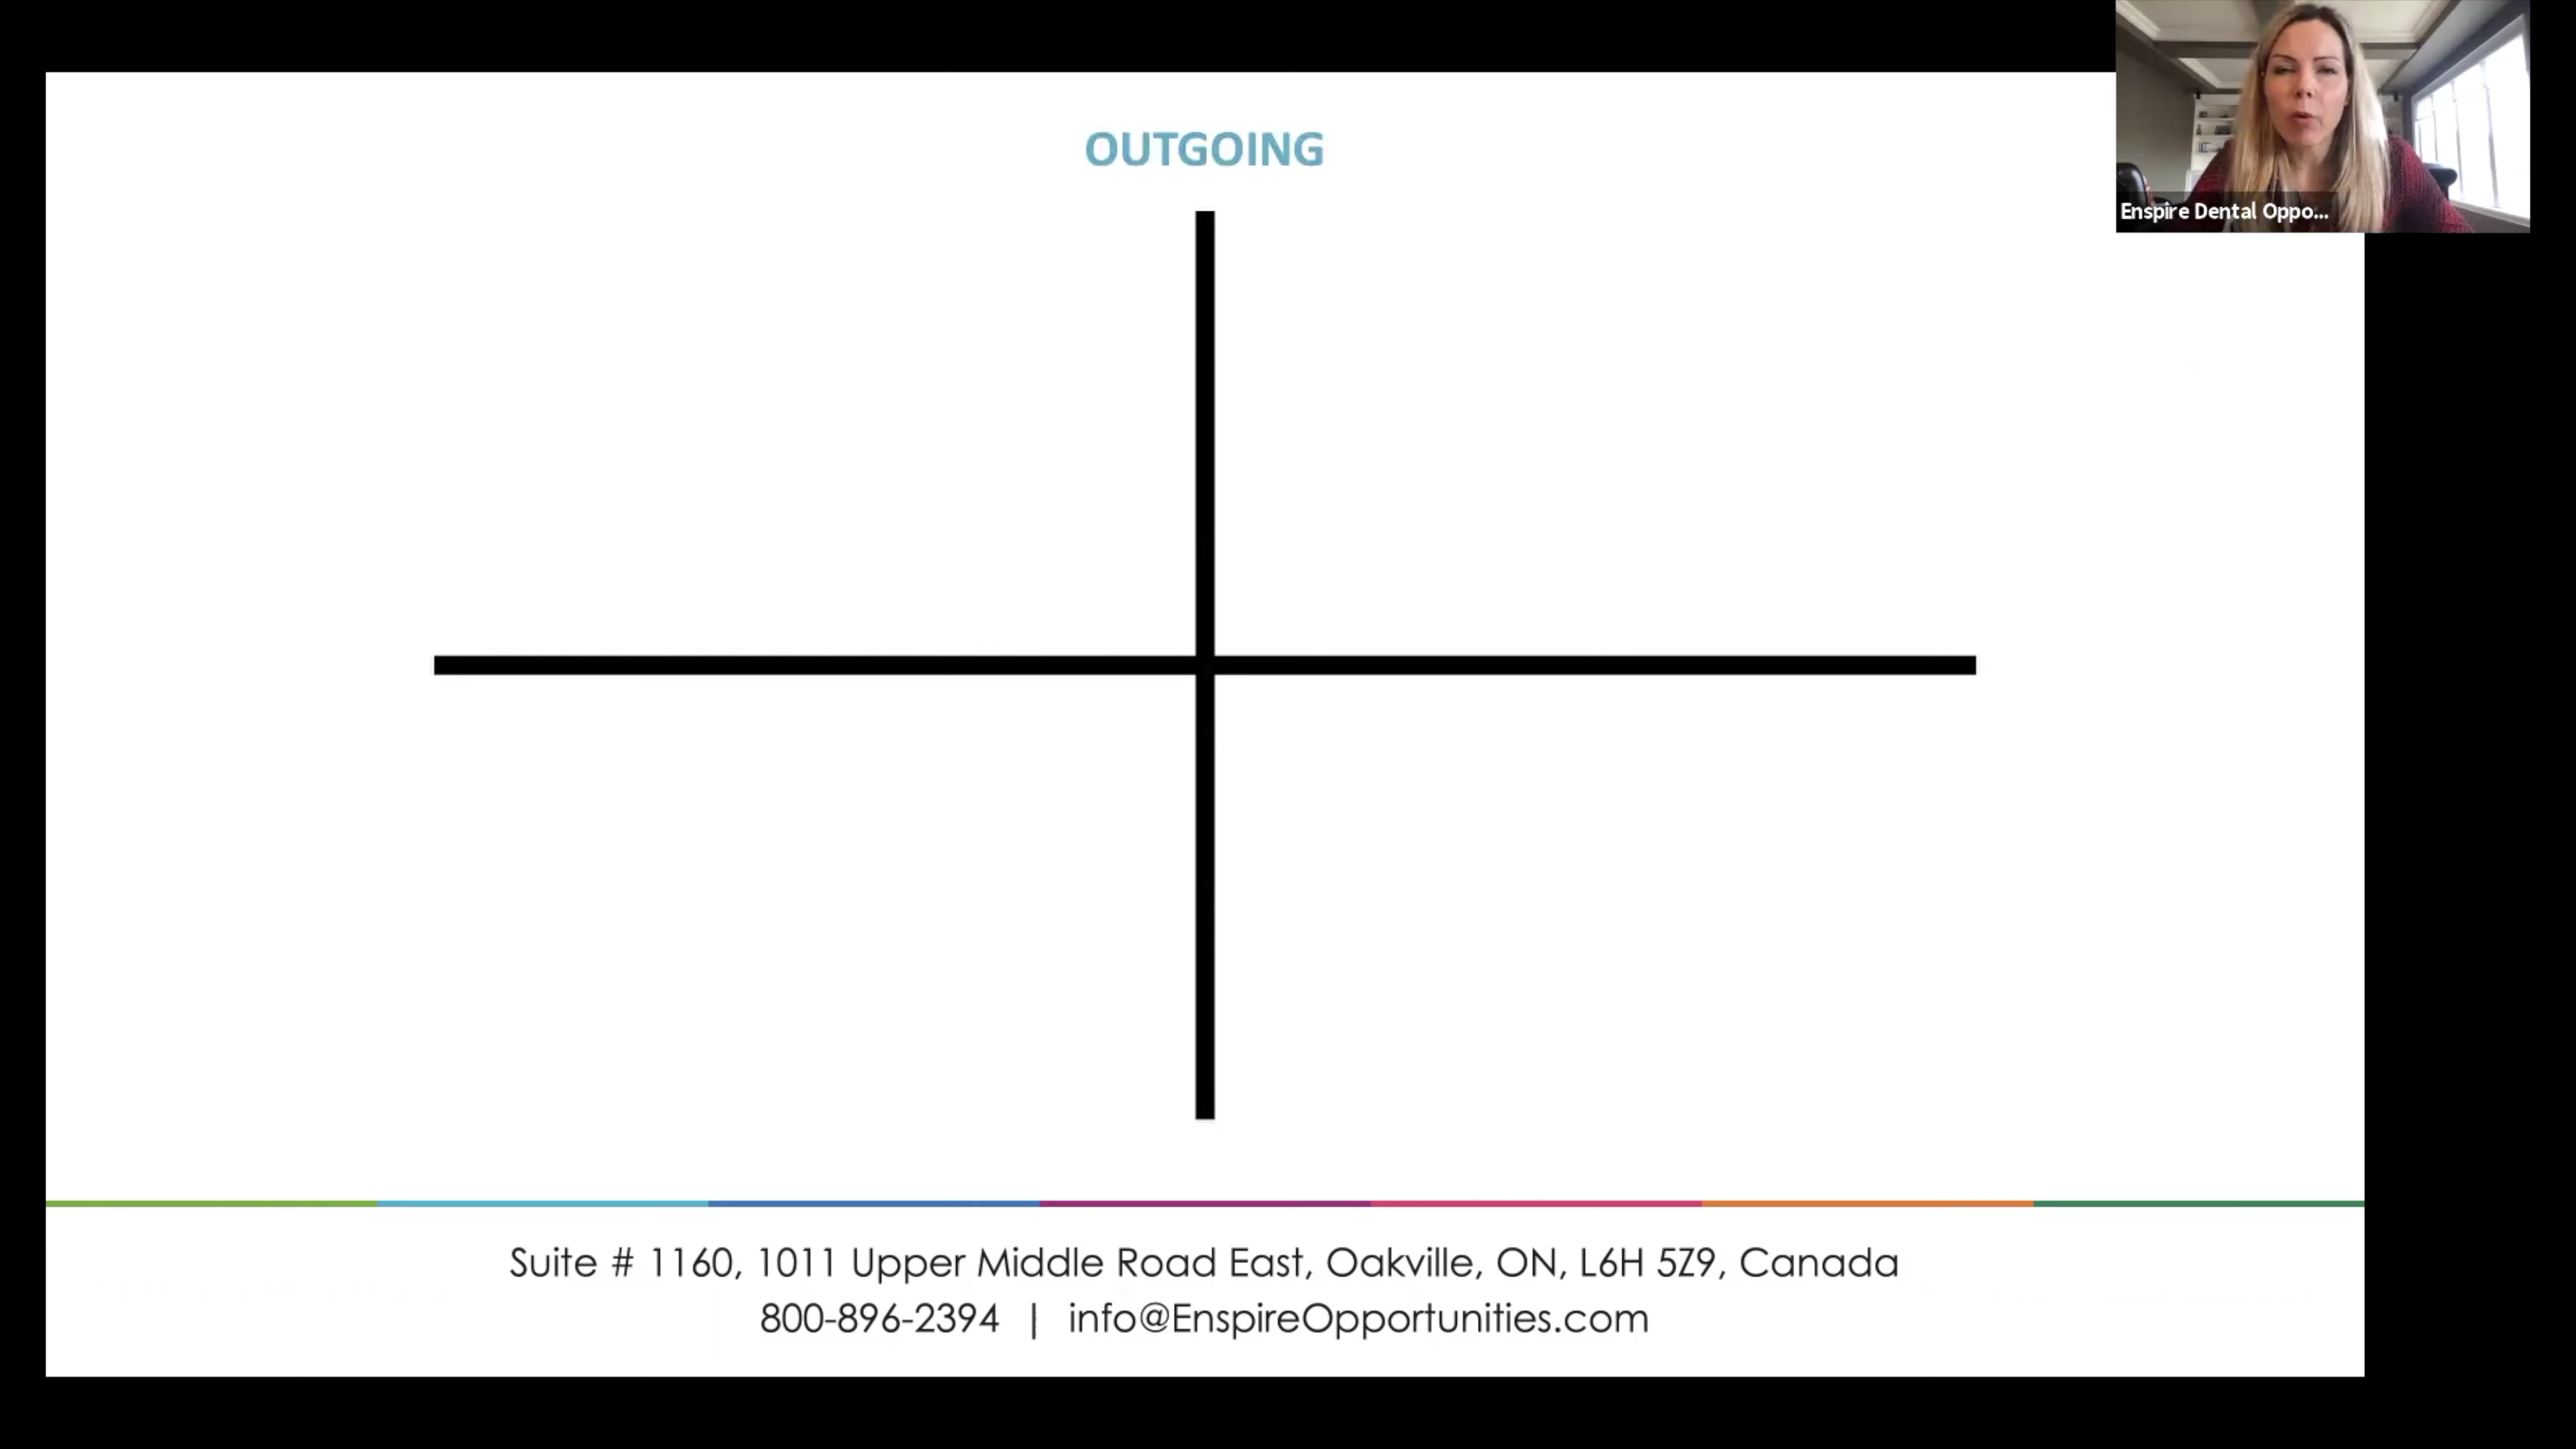 OUTGOING
Enspire Dental Oppo...
Suite # 1160, 1011 Upper Middle Road East, Oakville, ON, L6H 5Z9, Canada
800-896-2394 | info@EnspireOpportunities.com